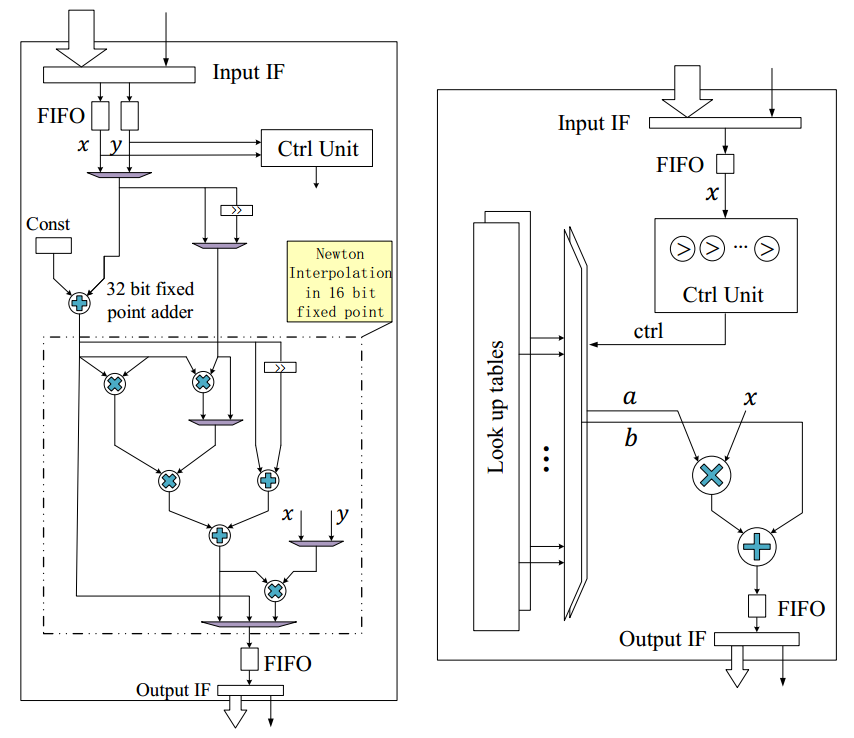 Input IF
FIFO
x
y
Ctrl Unit
>>
Const
32 bit fixed
point adder
Newton
Interpolation
in 16 bit
fixed point
>>
x
y
FIFO
Output IF
Input IF
FIFO
x
> > ... >
Ctrl Unit
ctrl
Look up tables
...
a
x
b
FIFO
Output IF